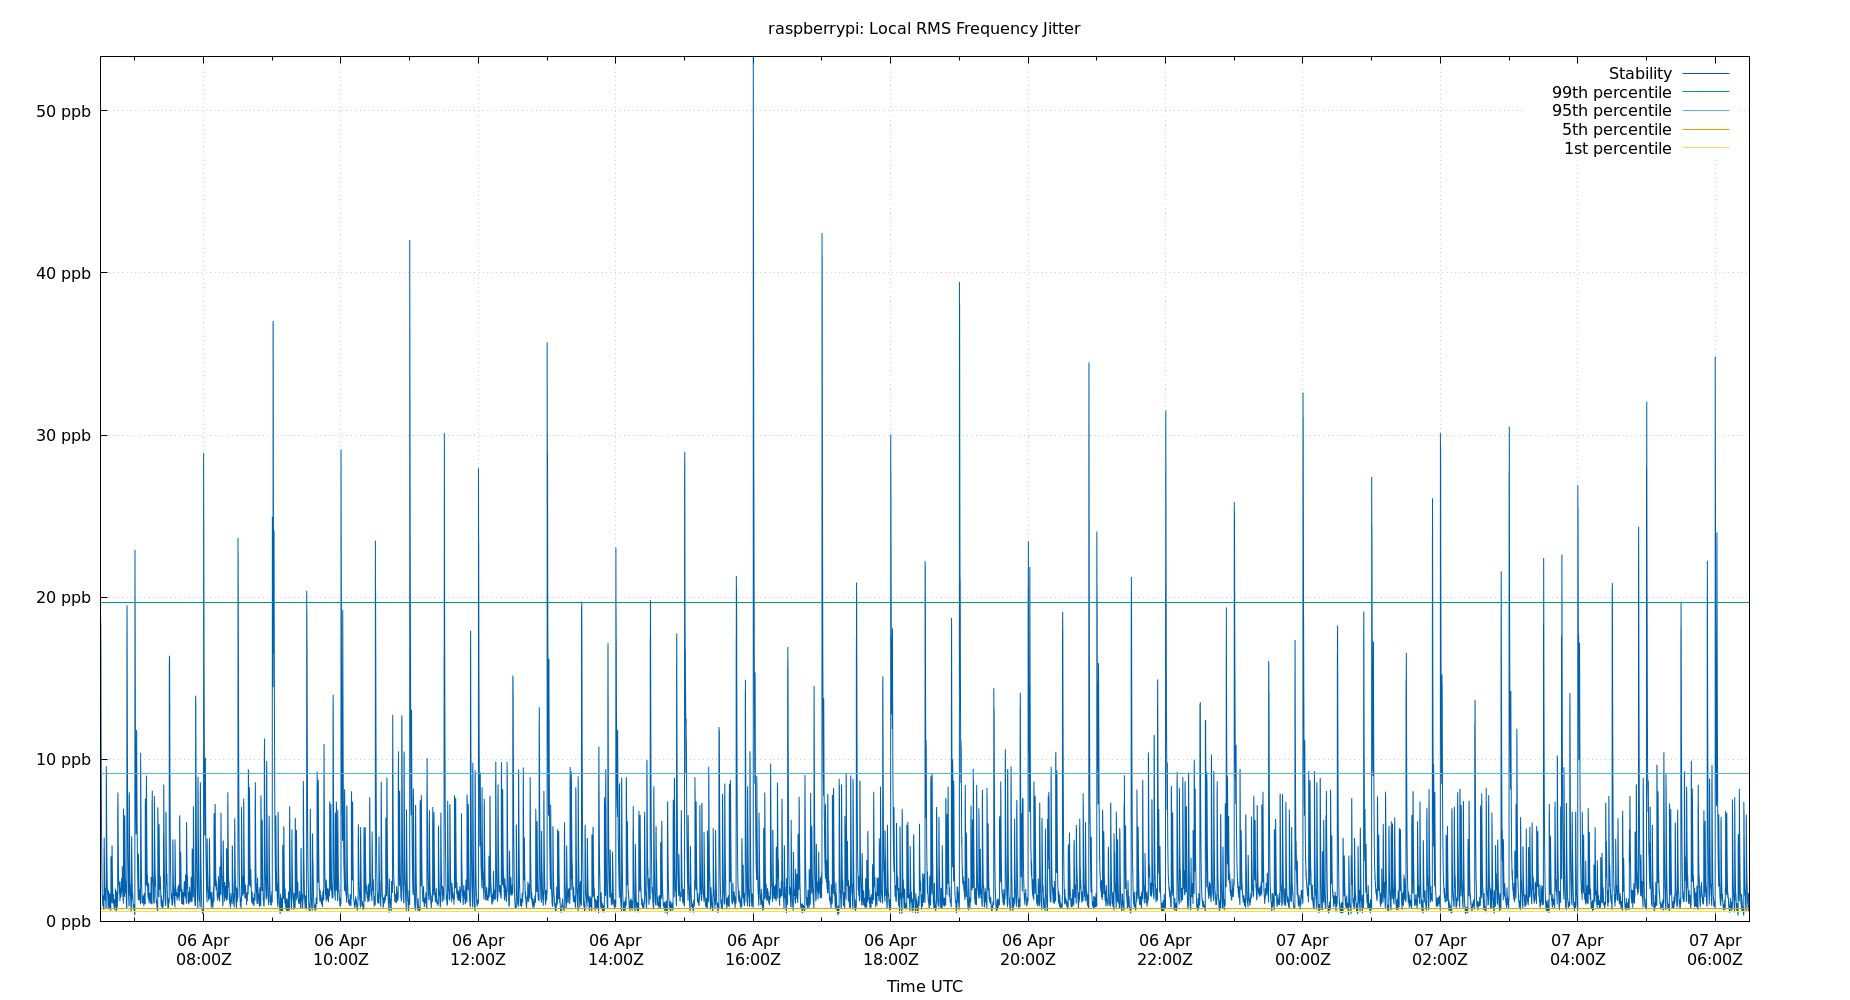 raspberrypi: Local RMS Frequency Jitter
Stability
99th percentile
95th percentile
5th percentile
1st percentile
50 ppb
40 ppb
30 ppb
20 ppb
10 ppb
0 ppb
06 Apr 06 Apr 06 Apr 06 Apr 06 Apr 06 Apr 06 Apr 06 Apr 07 Apr 07 Apr 07 Apr 07 Apr
08:00Z 10:00Z 12:00Z 14:00Z 16:00Z 18:00Z 20:00Z 22:00Z 00:00Z 02:00Z 04:00Z 06:00Z
Time UTC